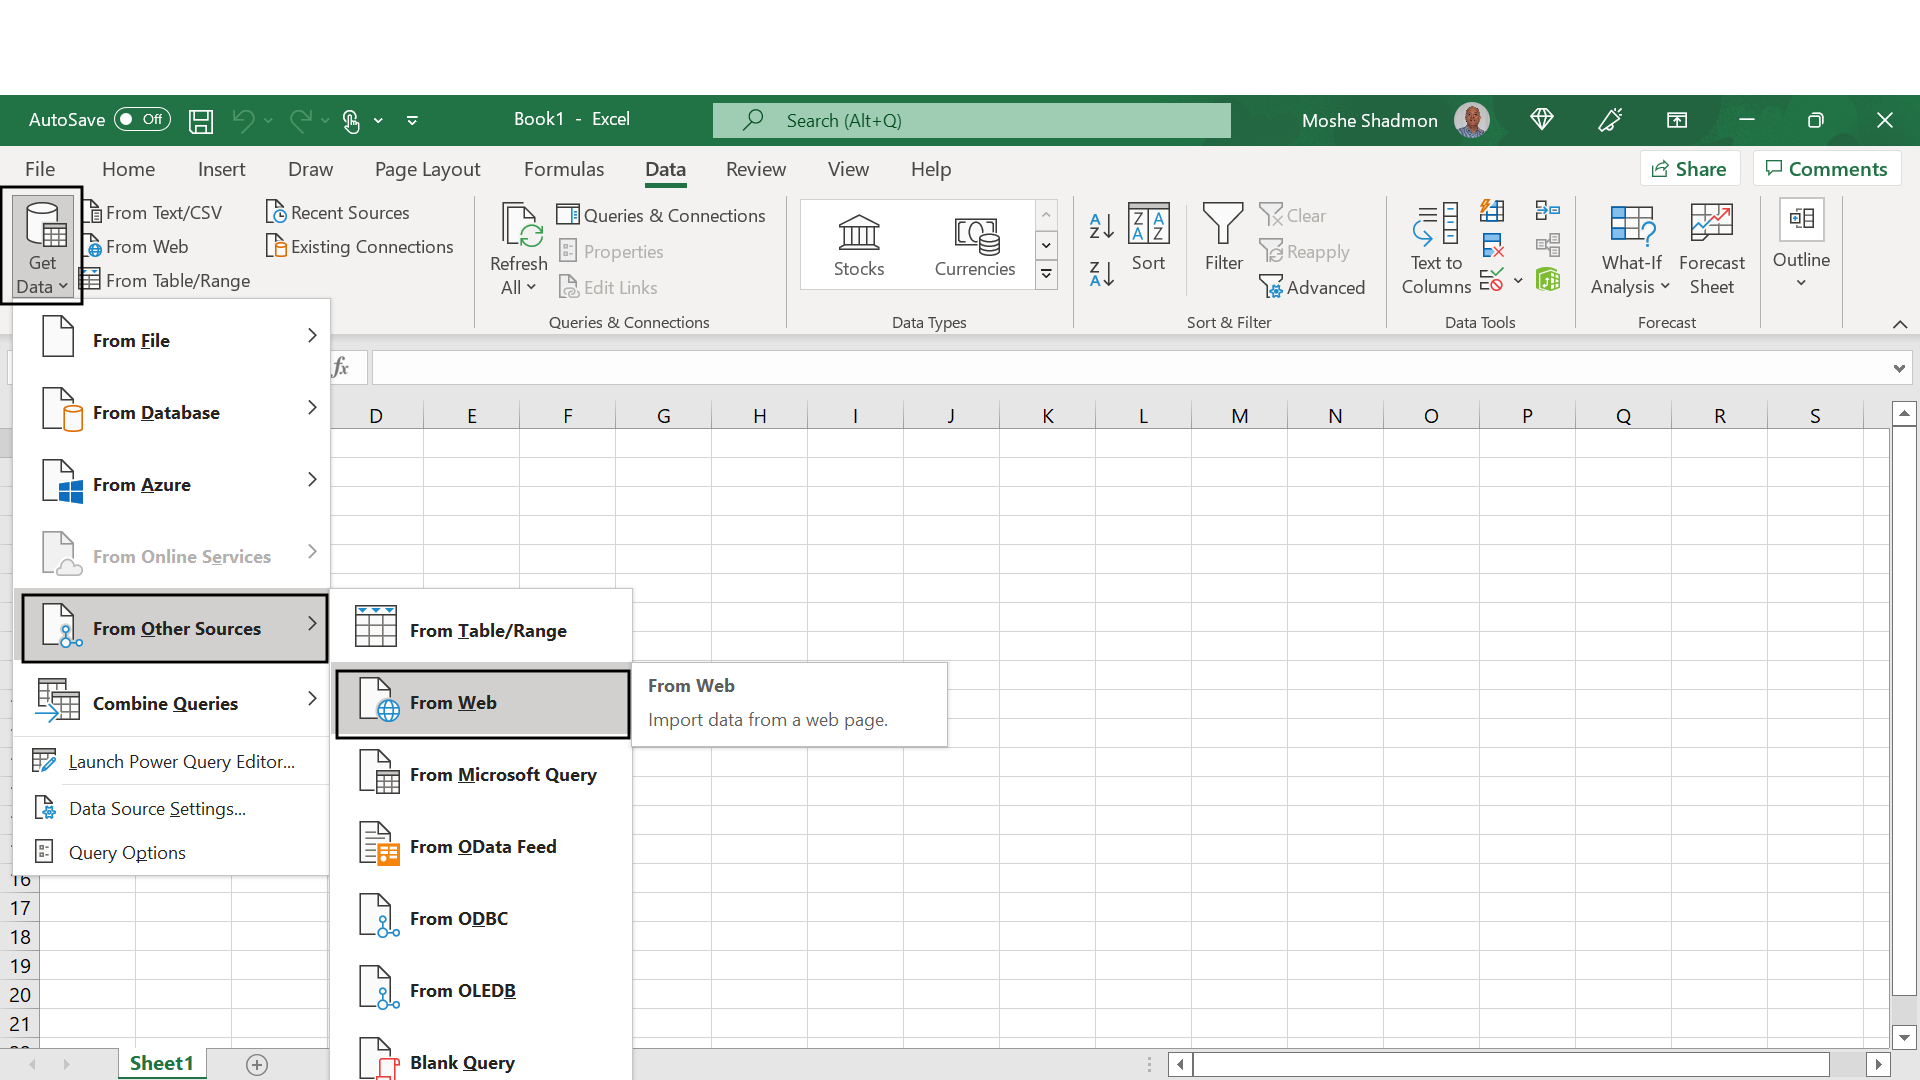 AutoSave Off Book1 - Excel Search (Alt+Q) Moshe Shadmon
File Home Insert Draw Page Layout Formulas Data Review View Help Share Comments
Get
Data
From Text/CSV
From Web
From Table/Range
Recent Sources
Existing Connections
Refresh
All
Queries & Connections
Properties
Edit Links
Queries & Connections
Stocks
Currencies
Data Types
Sort
Filter
Clear
Reapply
Advanced
Sort & Filter
Text to
Columns
Data Tools
What-If
Analysis
Forecast
Sheet
Forecast
Outline
fx
D E F G H I J K L M N O P Q R S
From File
From Database
From Azure
From Online Services
From Other Sources
Combine Queries
Launch Power Query Editor...
Data Source Settings...
Query Options
From Table/Range
From Web
From Microsoft Query
From OData Feed
From ODBC
From OLEDB
Blank Query
From Web
Import data from a web page.
16
17
18
19
20
21
Sheet1